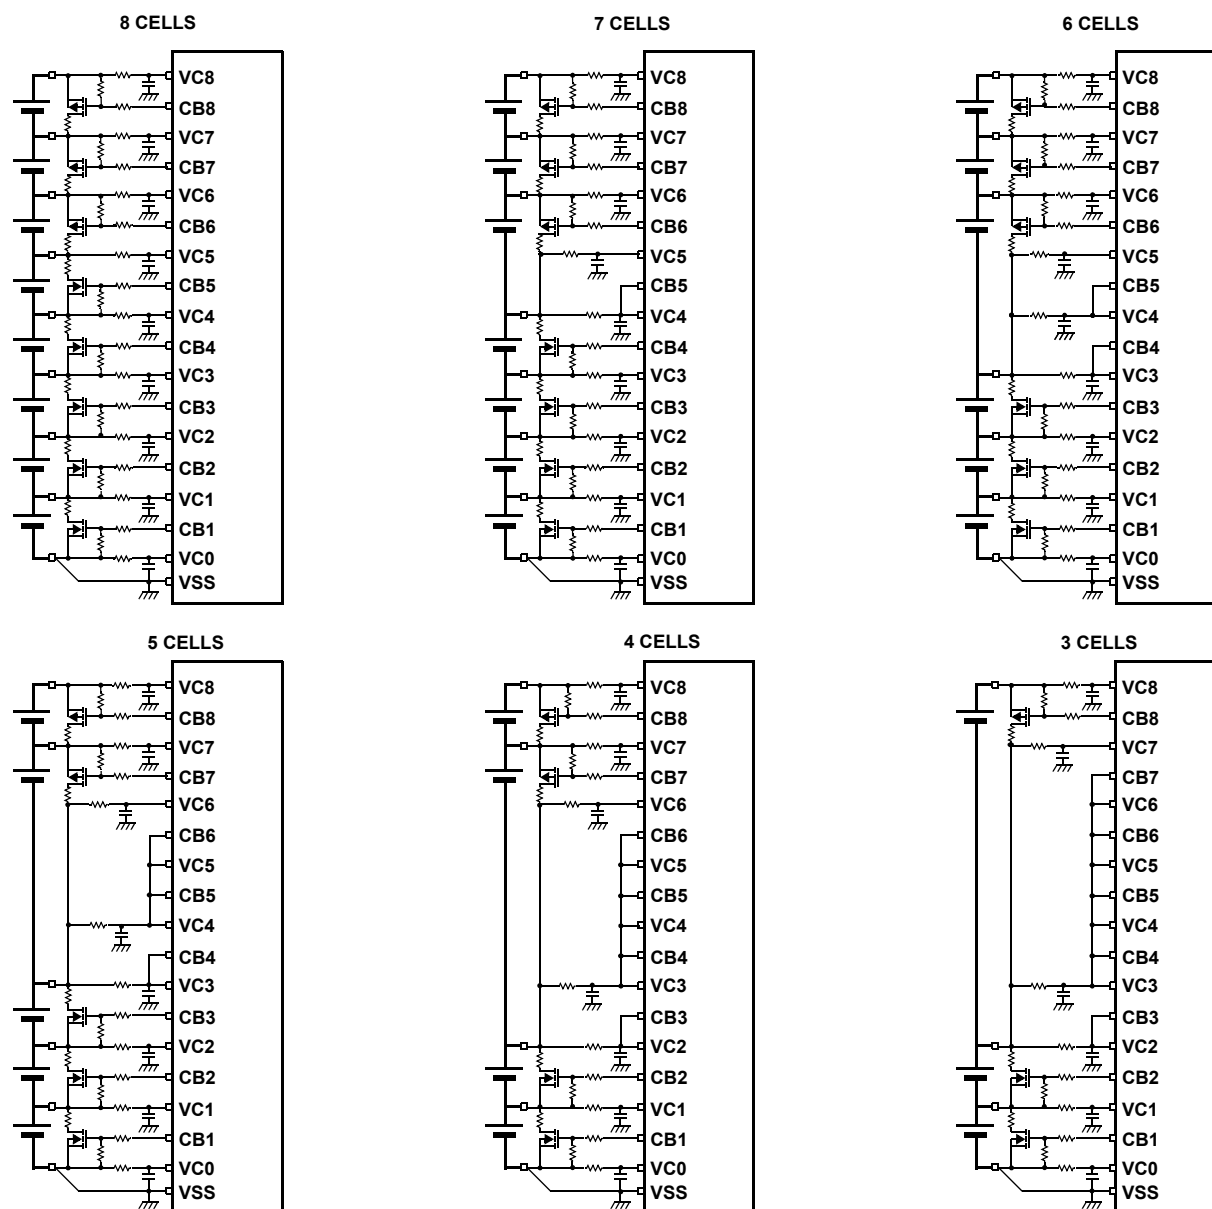 8 CELLS
VC8
CB8
VC7
CB7
VC6
CB6
VC5
CB5
VC4
CB4
VC3
CB3
VC2
CB2
VC1
CB1
VC0
VSS
7 CELLS
VC8
CB8
VC7
CB7
VC6
CB6
VC5
CB5
VC4
CB4
VC3
CB3
VC2
CB2
VC1
CB1
VC0
VSS
6 CELLS
VC8
CB8
VC7
CB7
VC6
CB6
VC5
CB5
VC4
CB4
VC3
CB3
VC2
CB2
VC1
CB1
VC0
VSS
5 CELLS
VC8
CB8
VC7
CB7
VC6
CB6
VC5
CB5
VC4
CB4
VC3
CB3
VC2
CB2
VC1
CB1
VC0
VSS
4 CELLS
VC8
CB8
VC7
CB7
VC6
CB6
VC5
CB5
VC4
CB4
VC3
CB3
VC2
CB2
VC1
CB1
VC0
VSS
3 CELLS
VC8
CB8
VC7
CB7
VC6
CB6
VC5
CB5
VC4
CB4
VC3
CB3
VC2
CB2
VC1
CB1
VC0
VSS